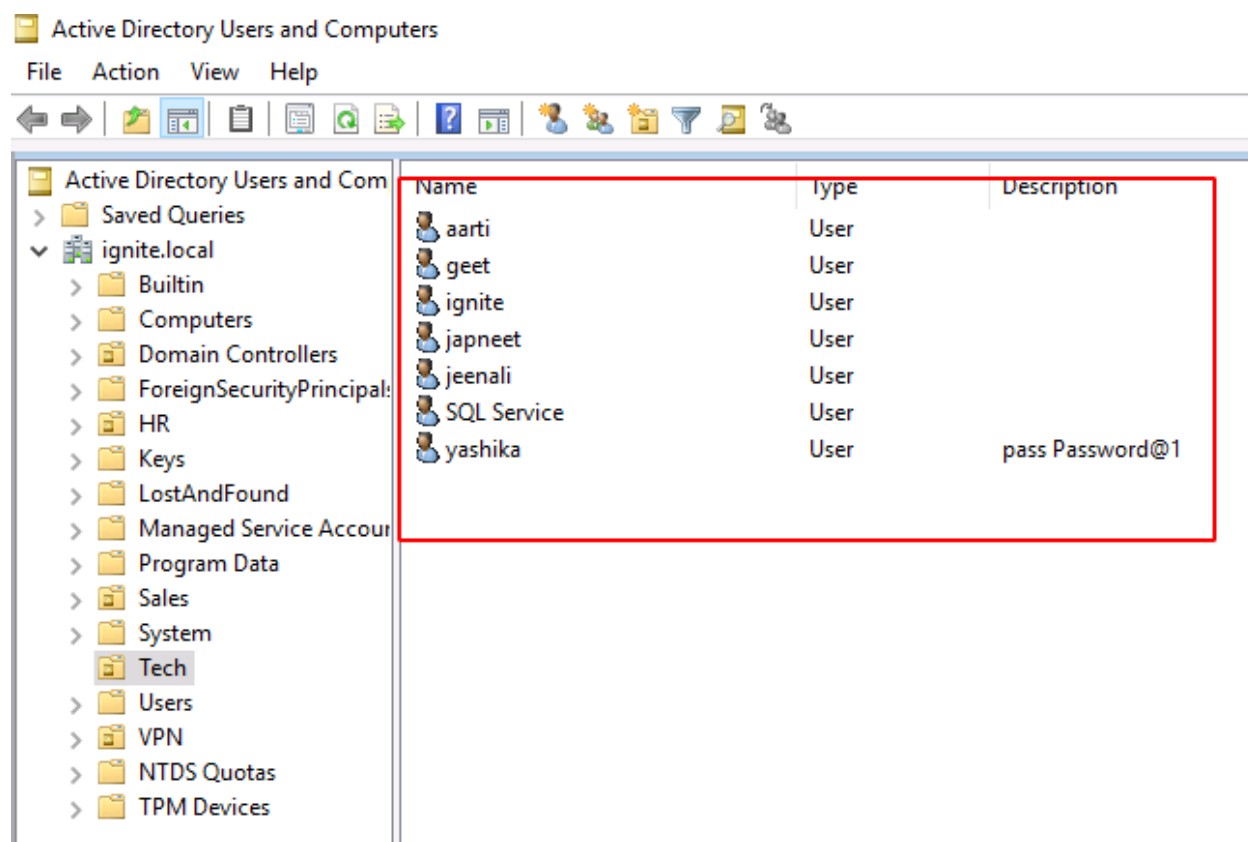 Active Directory Users and Computers
File Action View Help
Active Directory Users and Com
Saved Queries
ignite.local
Builtin
Computers
Domain Controllers
ForeignSecurityPrincipals
HR
Keys
LostAndFound
Managed Service Accour
Program Data
Sales
System
Tech
Users
VPN
NTDS Quotas
TPM Devices
Name Type Description
aarti User
geet User
ignite User
japneet User
jeenali User
SQL Service User
yashika User pass Password@1